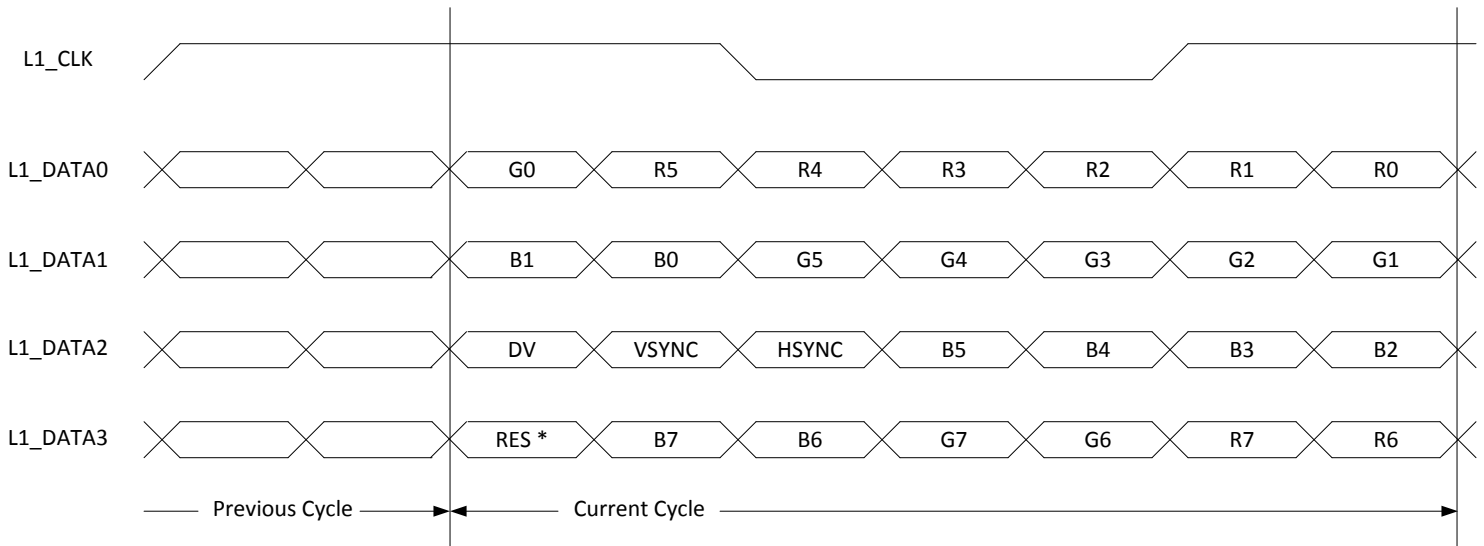 L1_CLK
L1_DATA0 G0 R5 R4 R3 R2 R1 R0
L1_DATA1 B1 B0 G5 G4 G3 G2 G1
L1_DATA2 DV VSYNC HSYNC B5 B4 B3 B2
L1_DATA3 RES * B7 B6 G7 G6 R7 R6
Previous Cycle Current Cycle